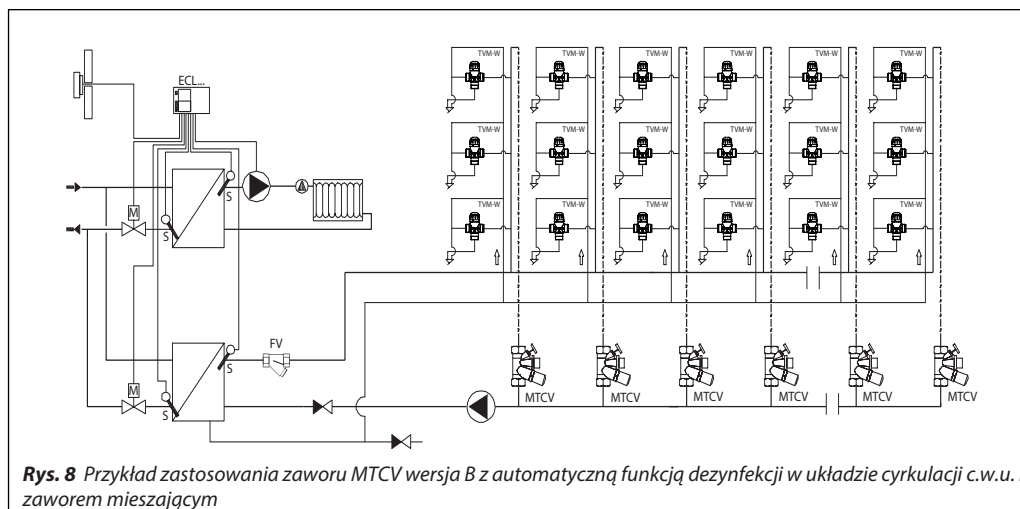 TVM-W TVM-W TVM-W TVM-W TVM-W TVM-W
ECL...
M
S
S
TVM-W TVM-W TVM-W TVM-W TVM-W TVM-W
TVM-W TVM-W TVM-W TVM-W TVM-W TVM-W
FV
M
S
S
MTCV MTCV MTCV MTCV MTCV MTCV
Rys. 8 Przykład zastosowania zaworu MTCV wersja B z automatyczną funkcją dezynfekcji w układzie cyrkulacji c.w.u.
zaworem mieszającym